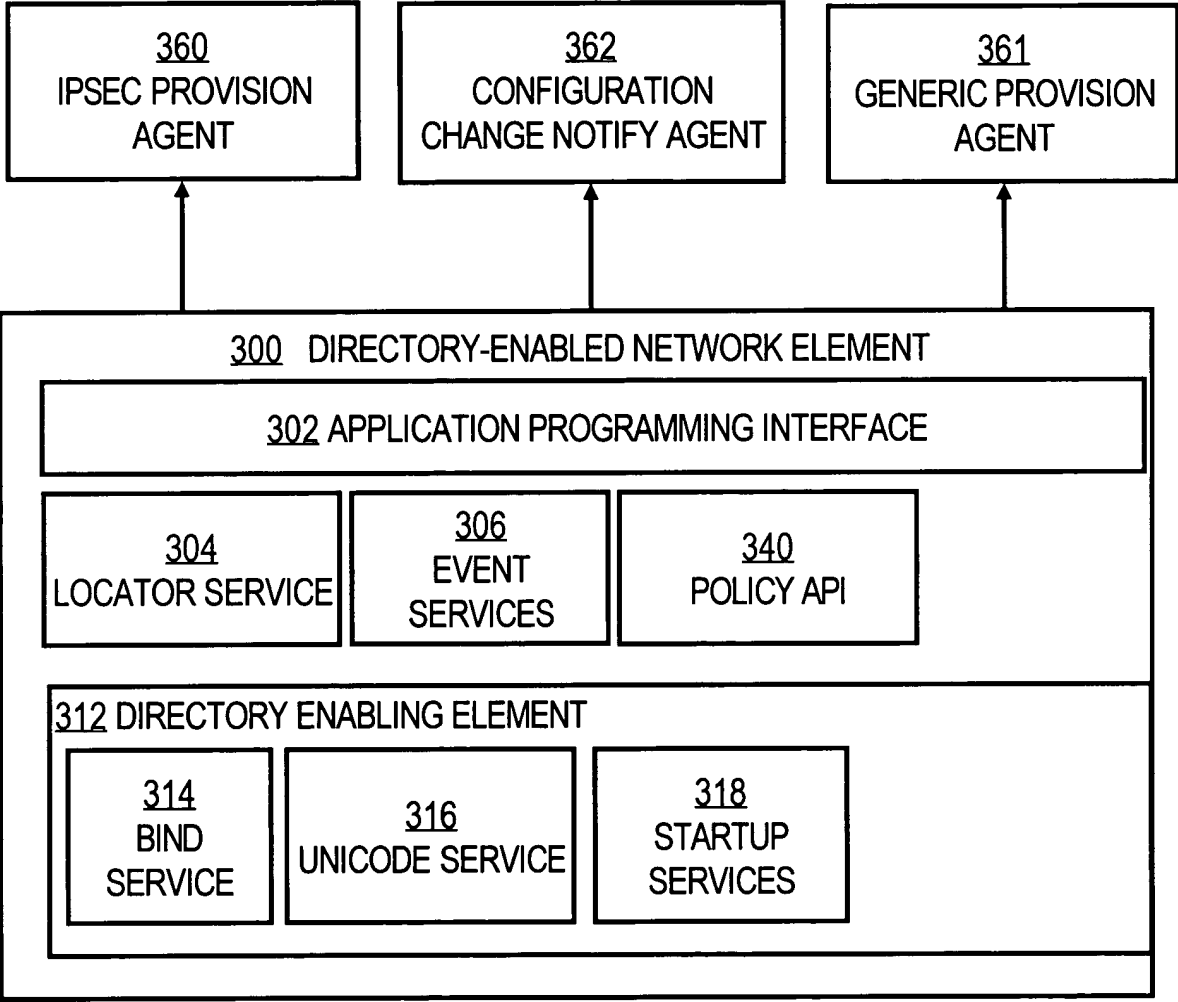 360
IPSEC PROVISION
AGENT
362
CONFIGURATION
CHANGE NOTIFY AGENT
361
GENERIC PROVISION
AGENT
300 DIRECTORY-ENABLED NETWORK ELEMENT
302 APPLICATION PROGRAMMING INTERFACE
304
LOCATOR SERVICE
306
EVENT
SERVICES
340
POLICY API
312 DIRECTORY ENABLING ELEMENT
314
BIND
SERVICE
316
UNICODE SERVICE
318
STARTUP
SERVICES